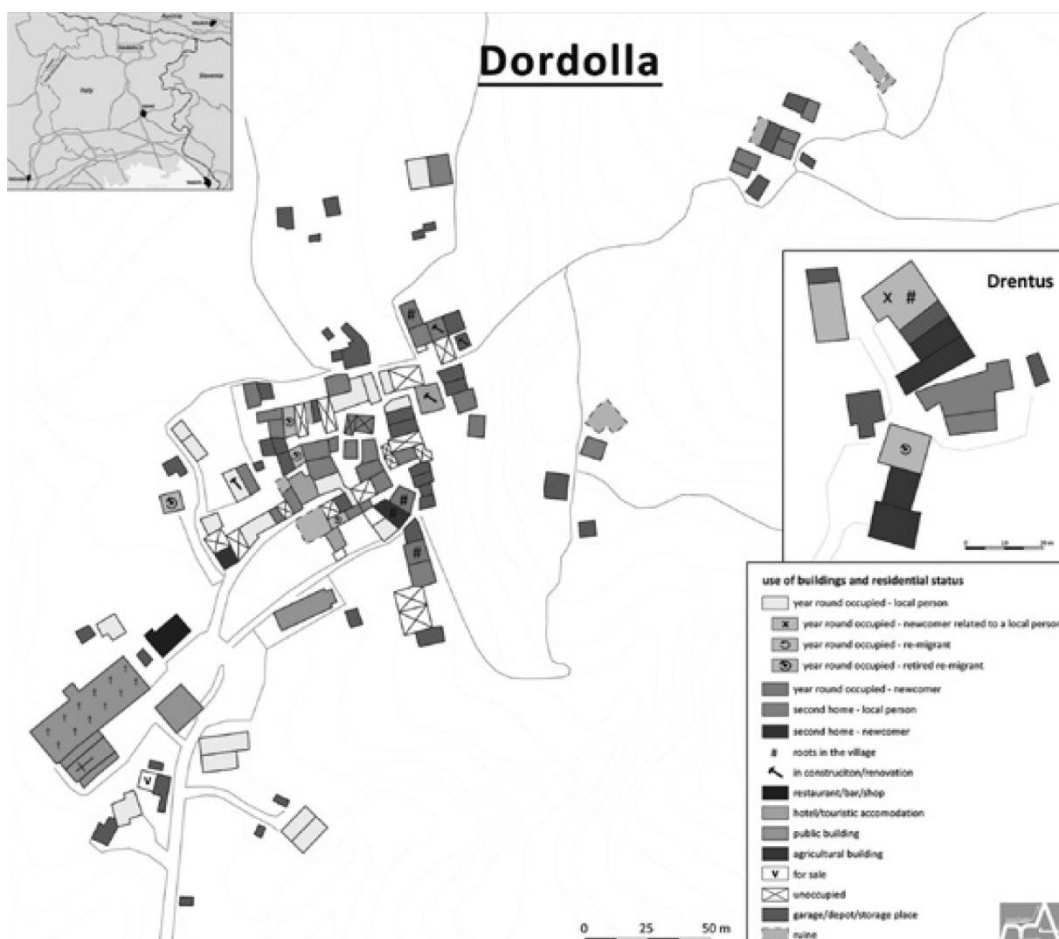 Dordolla
Austria
Italy
Slovenia
Drentus
x #
#
#
#
#
v
use of buildings and residential status
year round occupied - local person
x year round occupied - newcomer related to a local person
year round occupied - re-migrant
year round occupied - retired re-migrant
year round occupied - newcomer
second home - local person
second home - newcomer
# roots in the village
in construciton/renovation
restaurant/bar/shop
hotel/touristic accomodation
public building
agricultural building
v for sale
unoccupied
garage/depot/storage place
ruine
0 25 50 m